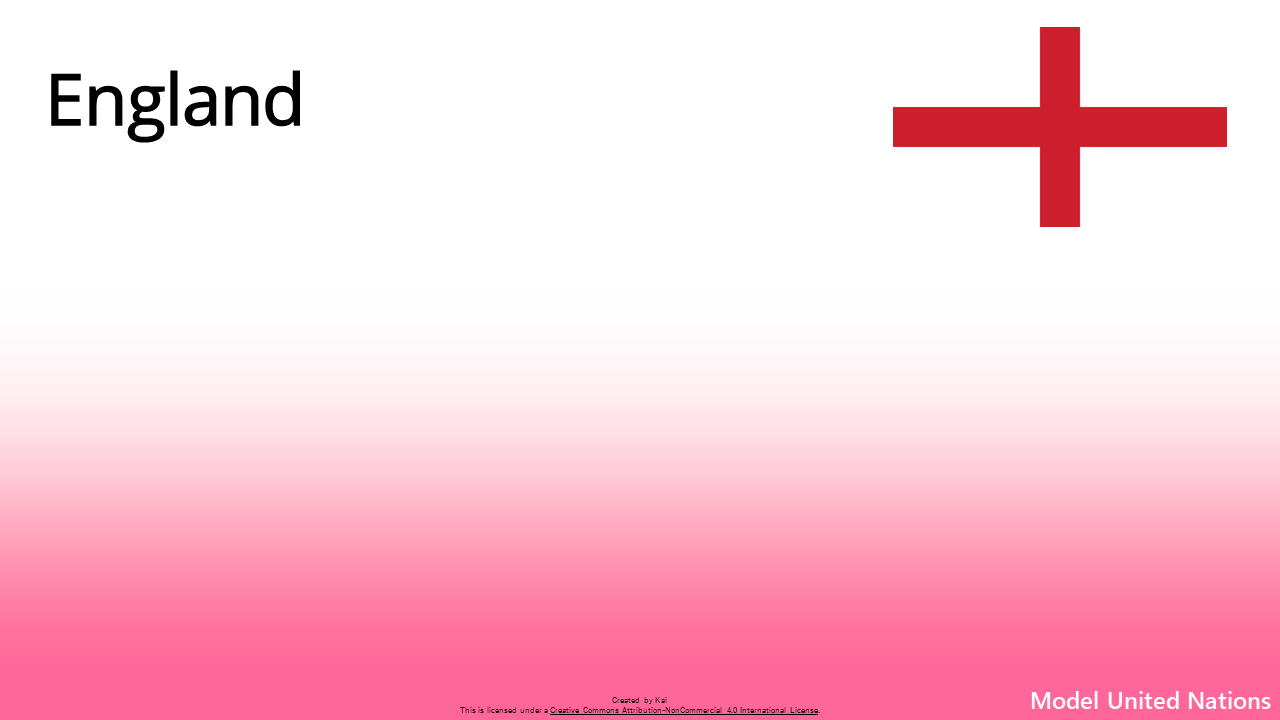 England
Created by Kai
This is licensed under a Creative Commons Attribution-NonCommercial 4.0 International License.
Model United Nations